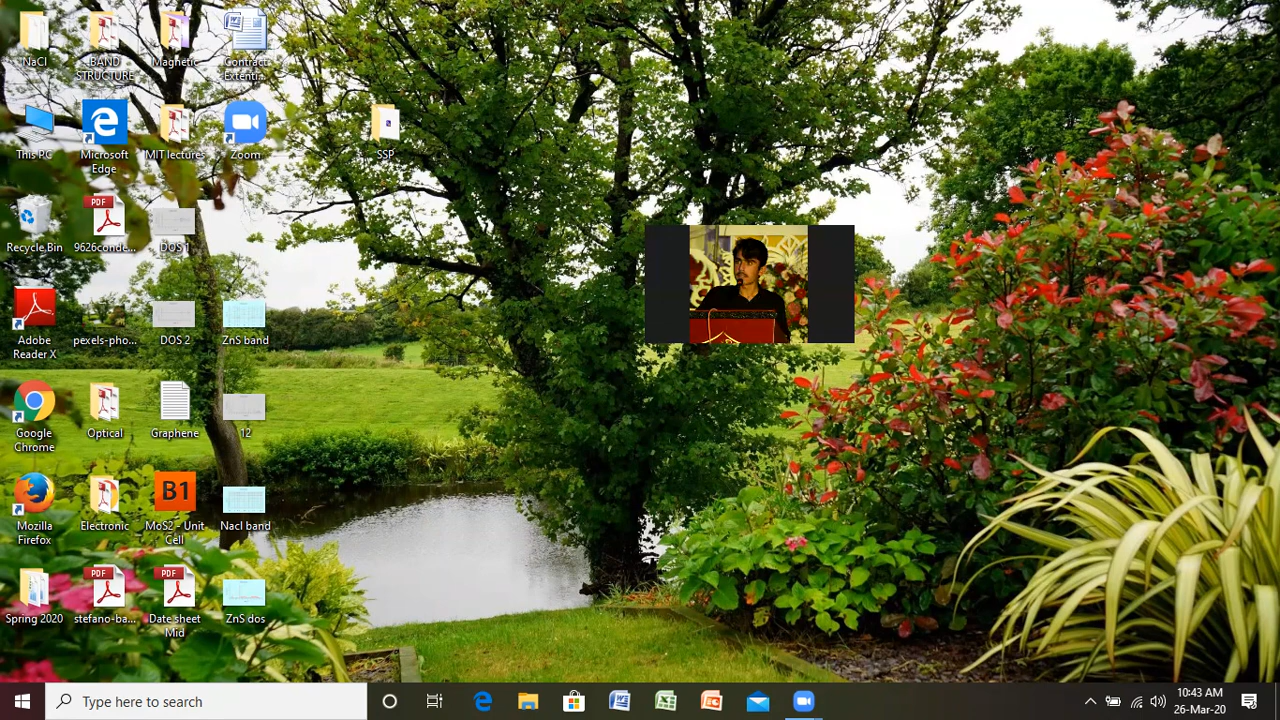 NaCl
BAND
STRUCTURE
Magnetic
Contract
Extenti...
This PC
Microsoft
Edge
MIT lectures
Zoom
SSP
Recycle Bin
PDF
9626conde...
DOS 1
Adobe
Reader X
pexels-pho...
DOS 2
ZnS band
Google
Chrome
Optical
Graphene
12
Mozilla
Firefox
Electronic
B1
MoS2 - Unit
Cell
Nacl band
Spring 2020
PDF
stefano-ba...
PDF
Date sheet
Mid
ZnS dos
Type here to search
10:43 AM
26-Mar-20